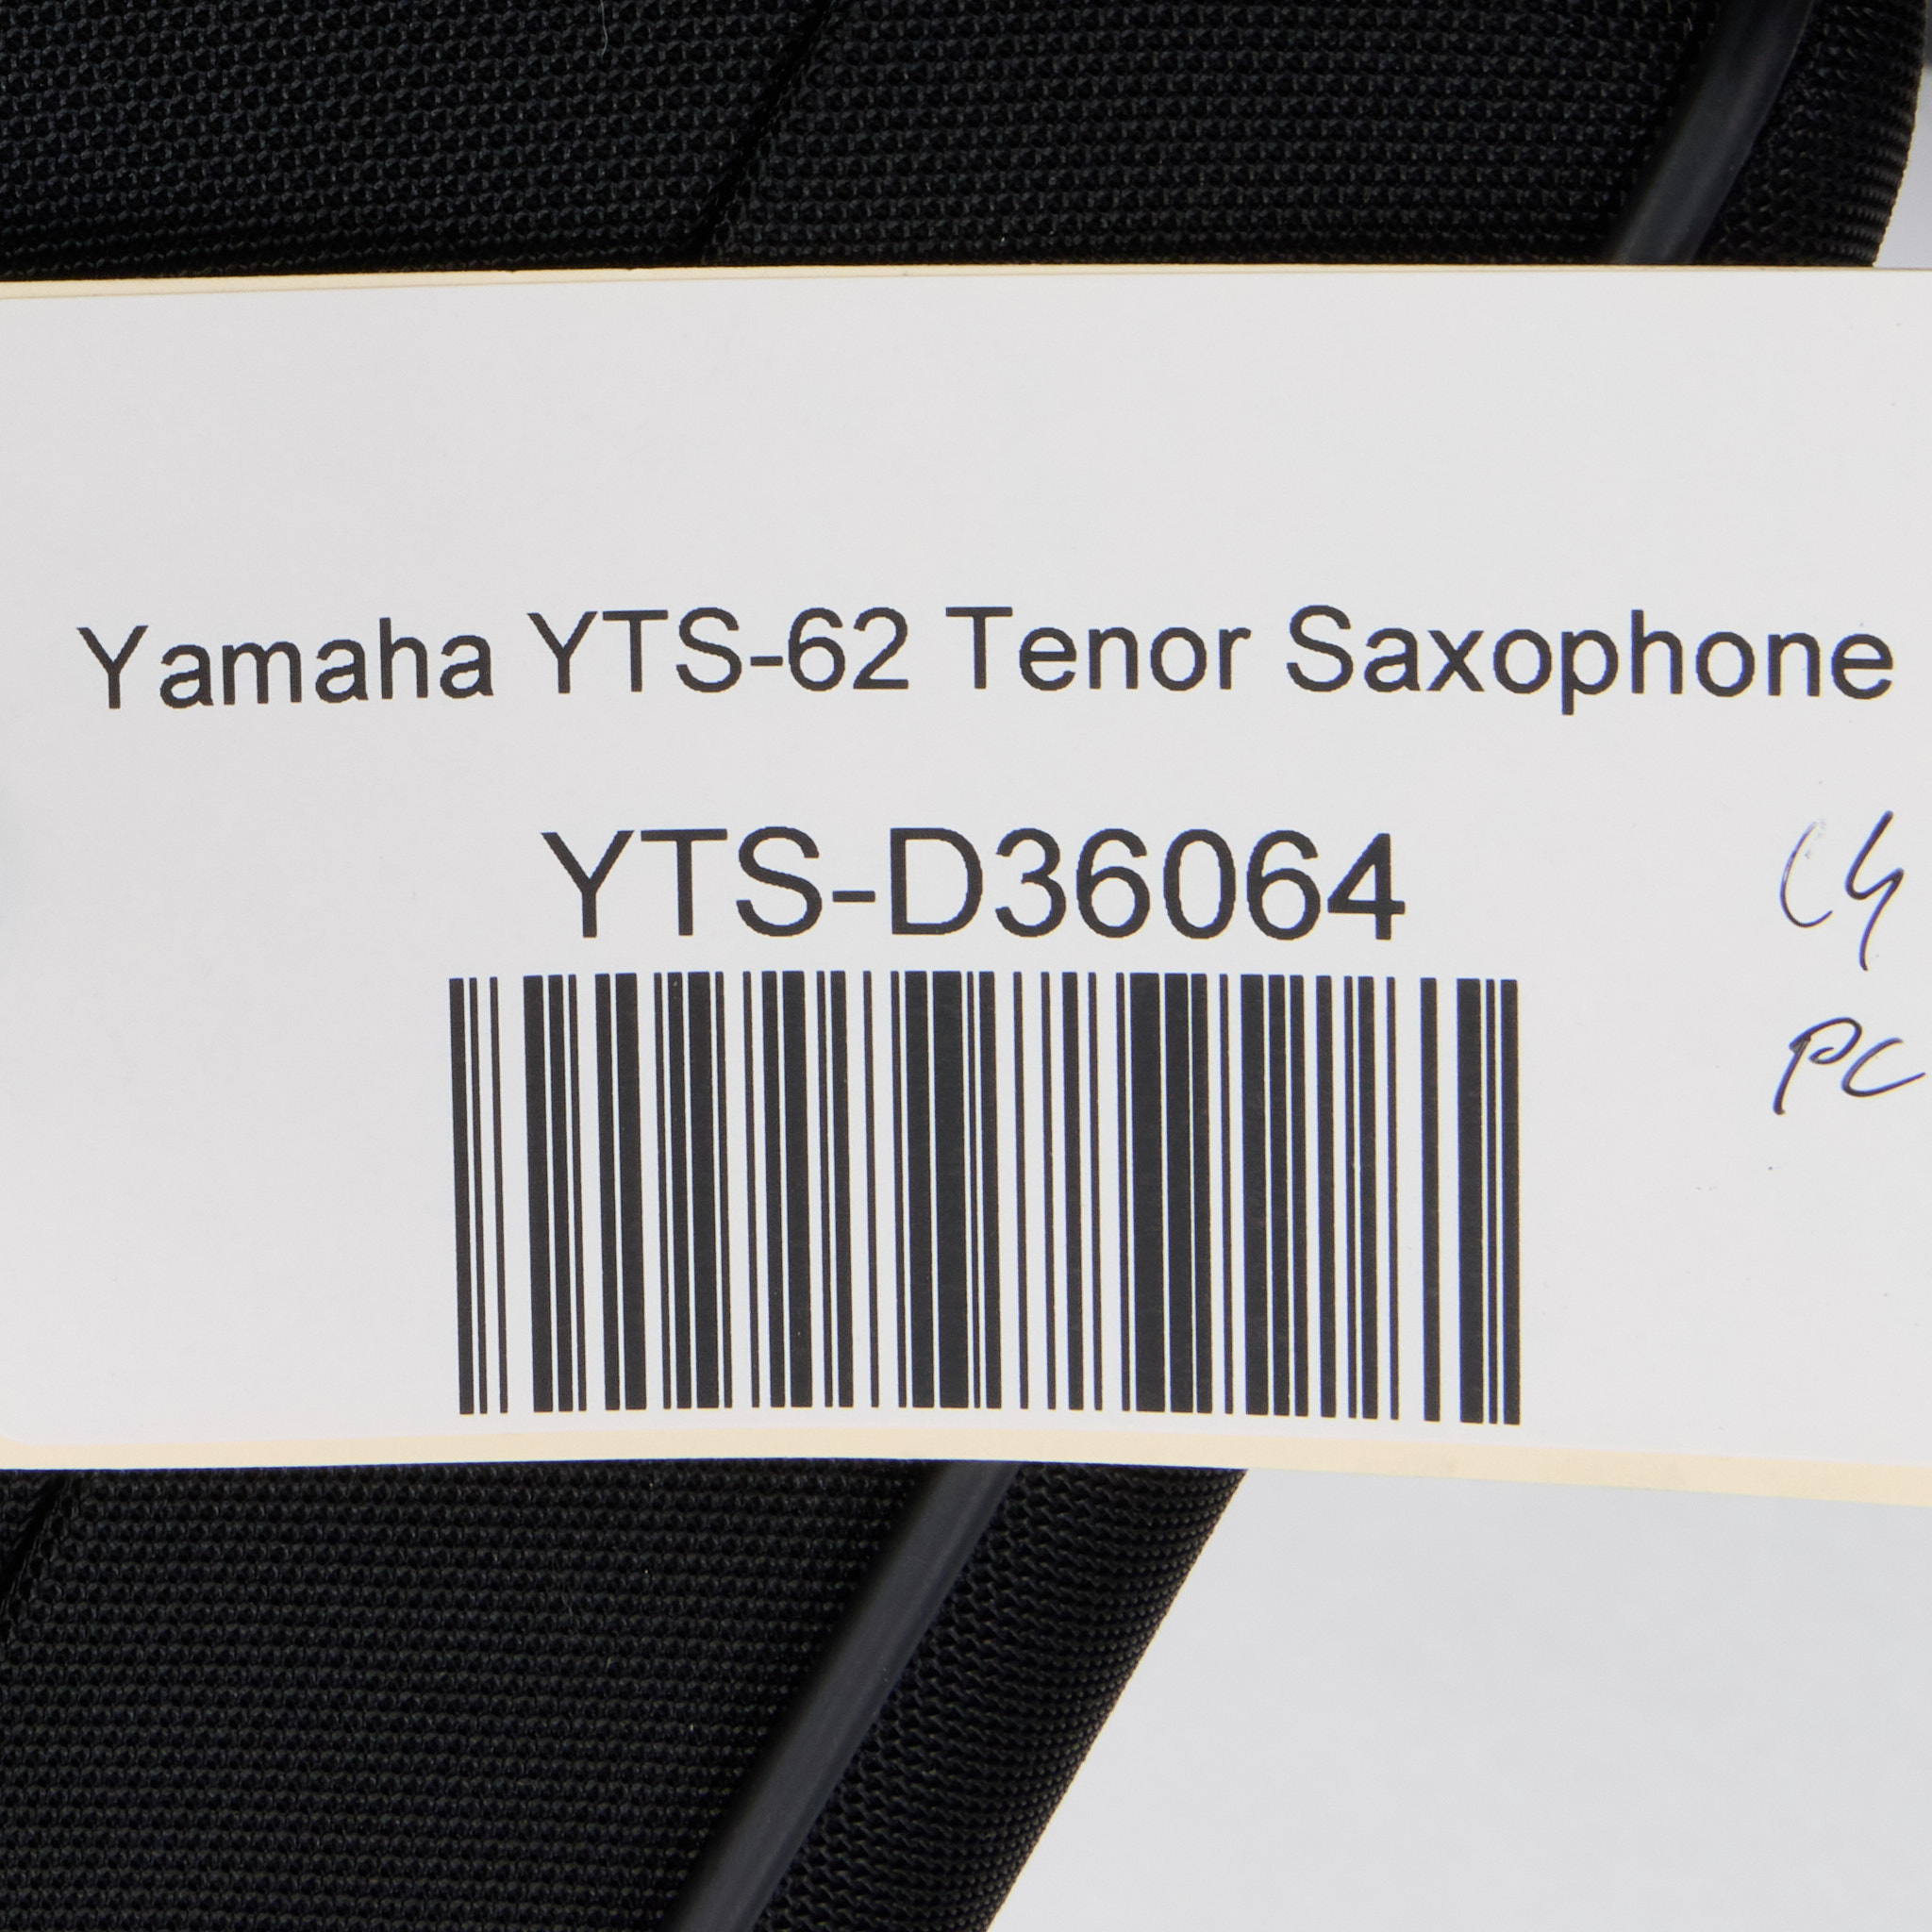 Yamaha YTS-62 Tenor Saxophone
YTS-D36064
PC